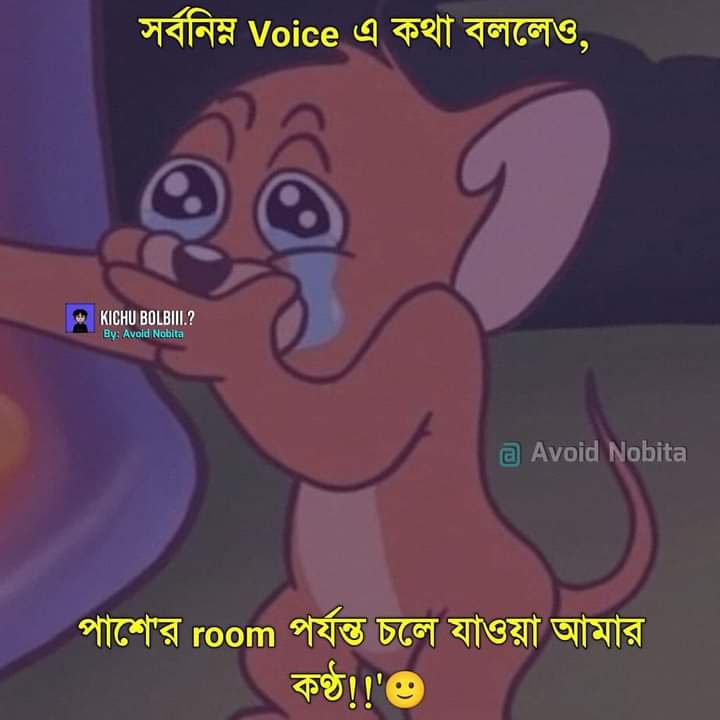 সর্বনিম্ন Voice এ কথা বললেও,
KICHU BOLBIII.?
By: Avoid Nobita
@ Avoid Nobita
পাশে'র room পর্যন্ত চলে যাওয়া আমার
কণ্ঠ!!'🙂